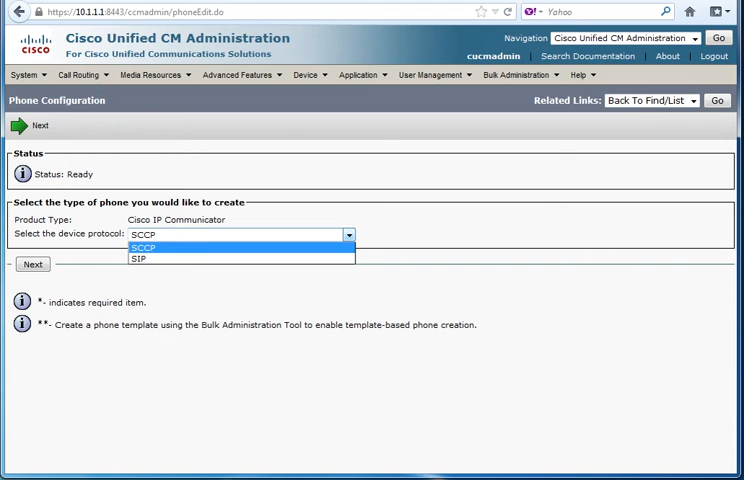 https://10.1.1.1:8443/ccmadmin/phoneEdit.do
Yahoo
CISCO
Cisco Unified CM Administration
For Cisco Unified Communications Solutions
Navigation Cisco Unified CM Administration Go
cucmadmin Search Documentation About Logout
System Call Routing Media Resources Advanced Features Device Application User Management Bulk Administration Help
Phone Configuration
Related Links: Back To Find/List Go
Next
Status
Status: Ready
Select the type of phone you would like to create
Product Type: Cisco IP Communicator
Select the device protocol: SCCP
SCCP
SIP
Next
*- indicates required item.
**- Create a phone template using the Bulk Administration Tool to enable template-based phone creation.